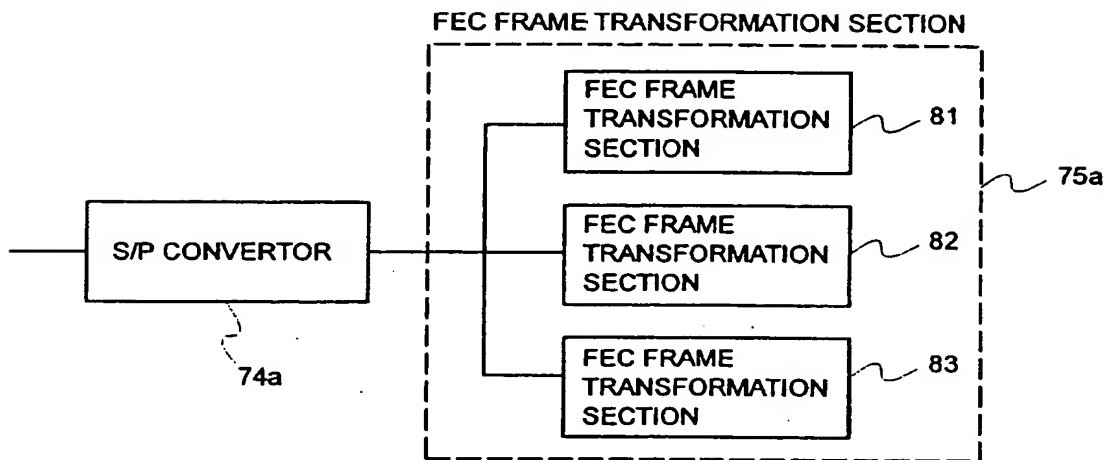 FEC FRAME TRANSFORMATION SECTION
FEC FRAME
TRANSFORMATION
SECTION
81
75a
S/P CONVERTOR
FEC FRAME
TRANSFORMATION
SECTION
82
74a
FEC FRAME
TRANSFORMATION
SECTION
83